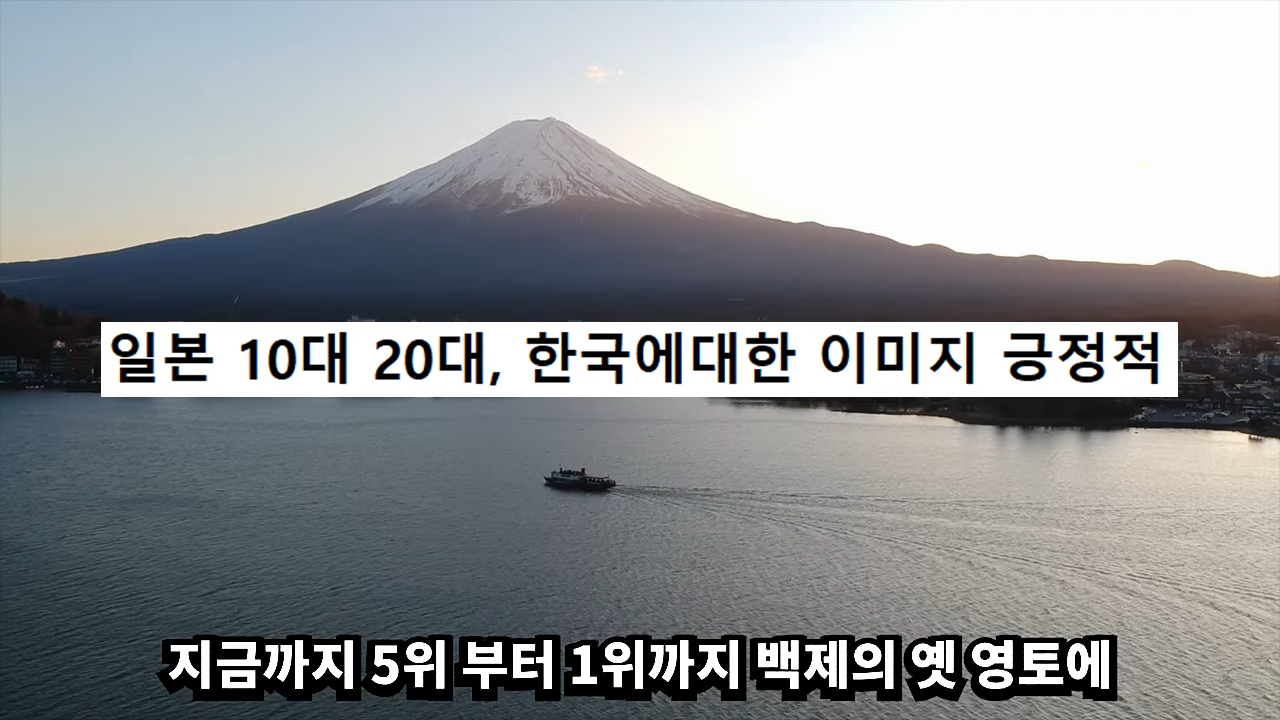 일본 10대 20대, 한국에대한 이미지 긍정적
지금까지 5위 부터 1위까지 백제의 옛 영토에